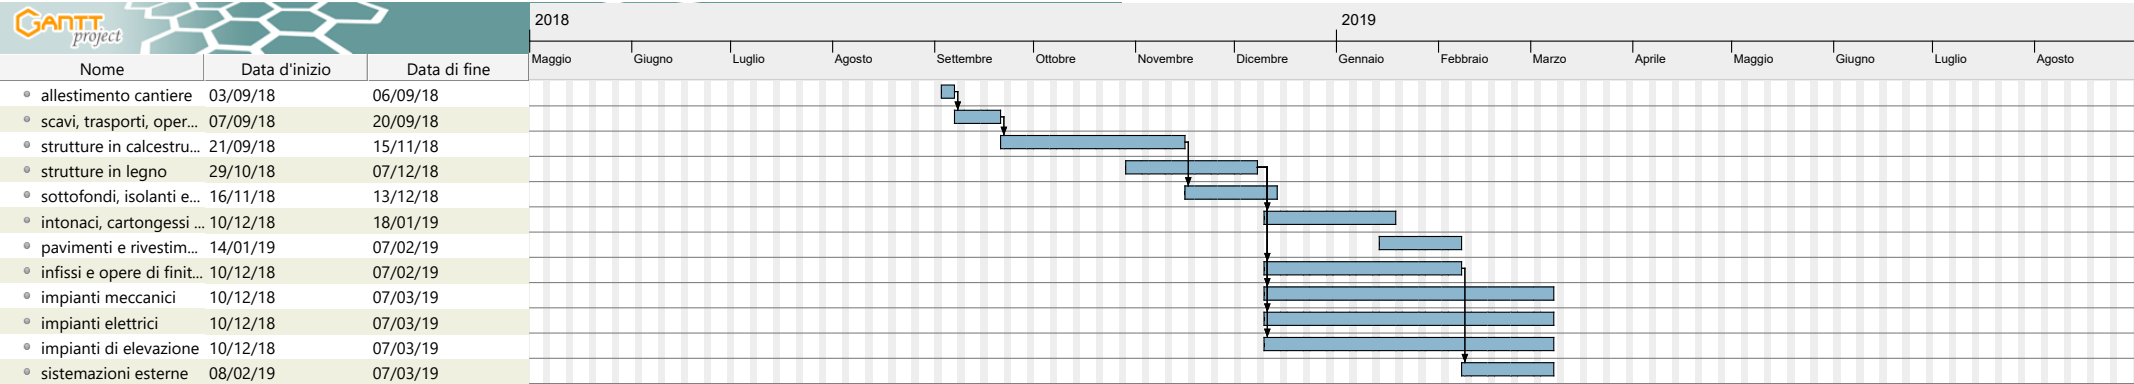 GANTT
project
2018
2019
Maggio Giugno Luglio Agosto Settembre Ottobre Novembre Dicembre Gennaio Febbraio Marzo Aprile Maggio Giugno Luglio Agosto
Nome Data d'inizio Data di fine
allestimento cantiere 03/09/18 06/09/18
scavi, trasporti, oper... 07/09/18 20/09/18
strutture in calcestru... 21/09/18 15/11/18
strutture in legno 29/10/18 07/12/18
sottofondi, isolanti e... 16/11/18 13/12/18
intonaci, cartongessi ... 10/12/18 18/01/19
pavimenti e rivestim... 14/01/19 07/02/19
infissi e opere di finit... 10/12/18 07/02/19
impianti meccanici 10/12/18 07/03/19
impianti elettrici 10/12/18 07/03/19
impianti di elevazione 10/12/18 07/03/19
sistemazioni esterne 08/02/19 07/03/19